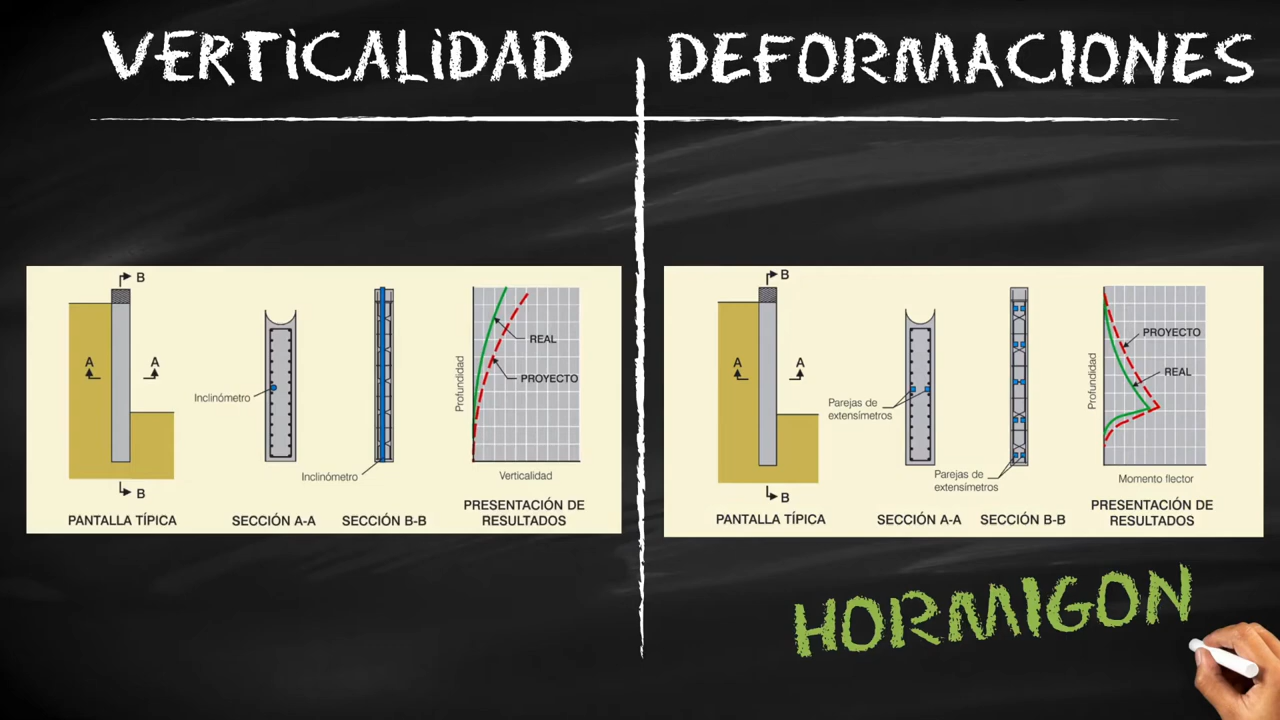 VERTICALIDAD
DEFORMACIONES
B
A
A
B
Inclinómetro
Inclinómetro
Profundidad
REAL
PROYECTO
Verticalidad
PANTALLA TÍPICA
SECCIÓN A-A
SECCIÓN B-B
PRESENTACIÓN DE
RESULTADOS
B
A
A
B
Parejas de
extensímetros
Parejas de
extensímetros
Profundidad
PROYECTO
REAL
Momento flector
PANTALLA TÍPICA
SECCIÓN A-A
SECCIÓN B-B
PRESENTACIÓN DE
RESULTADOS
HORMIGON